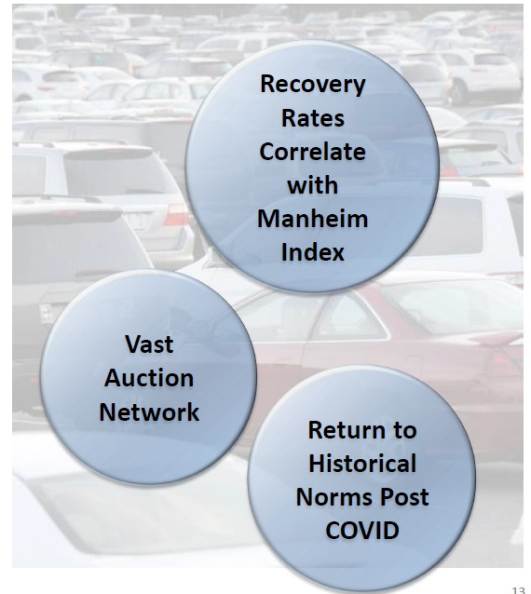 Recovery
Rates
Correlate
with
Manheim
Index
Vast
Auction
Network
Return to
Historical
Norms Post
COVID
13